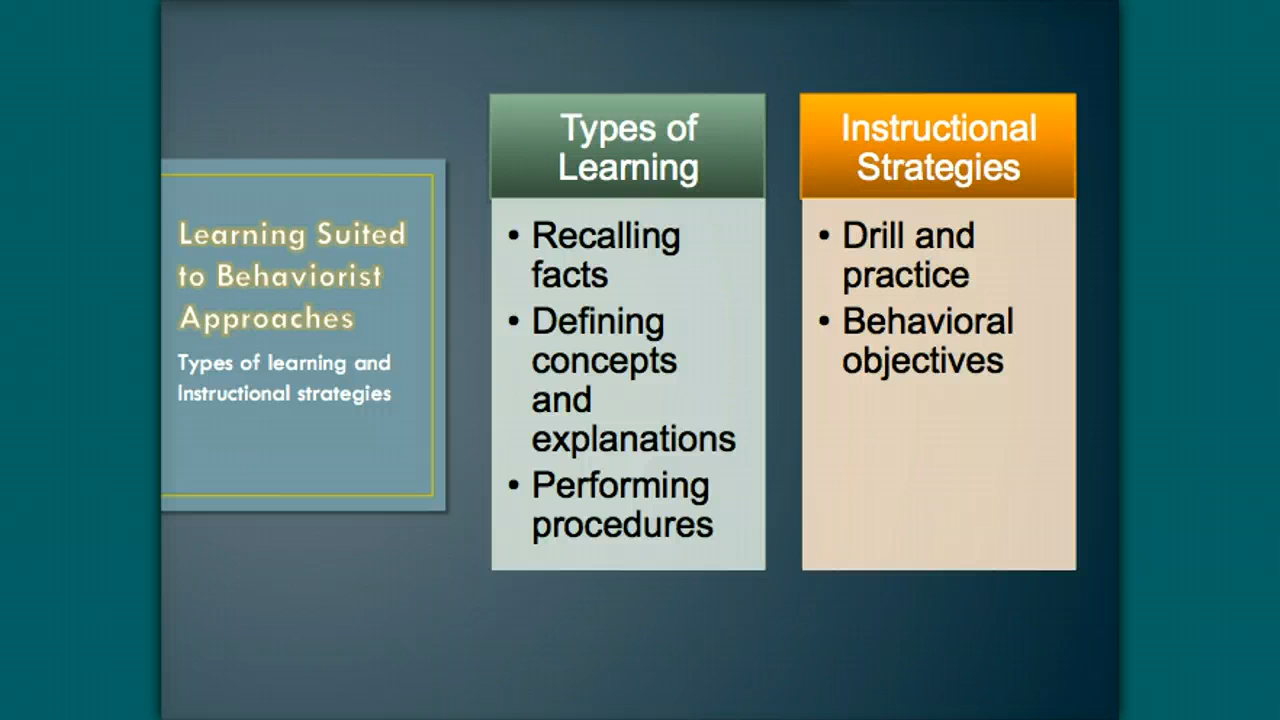 Learning Suited
to Behaviorist
Approaches
Types of learning and
Instructional strategies
Types of
Learning
• Recalling
facts
• Defining
concepts
and
explanations
• Performing
procedures
Instructional
Strategies
• Drill and
practice
• Behavioral
objectives